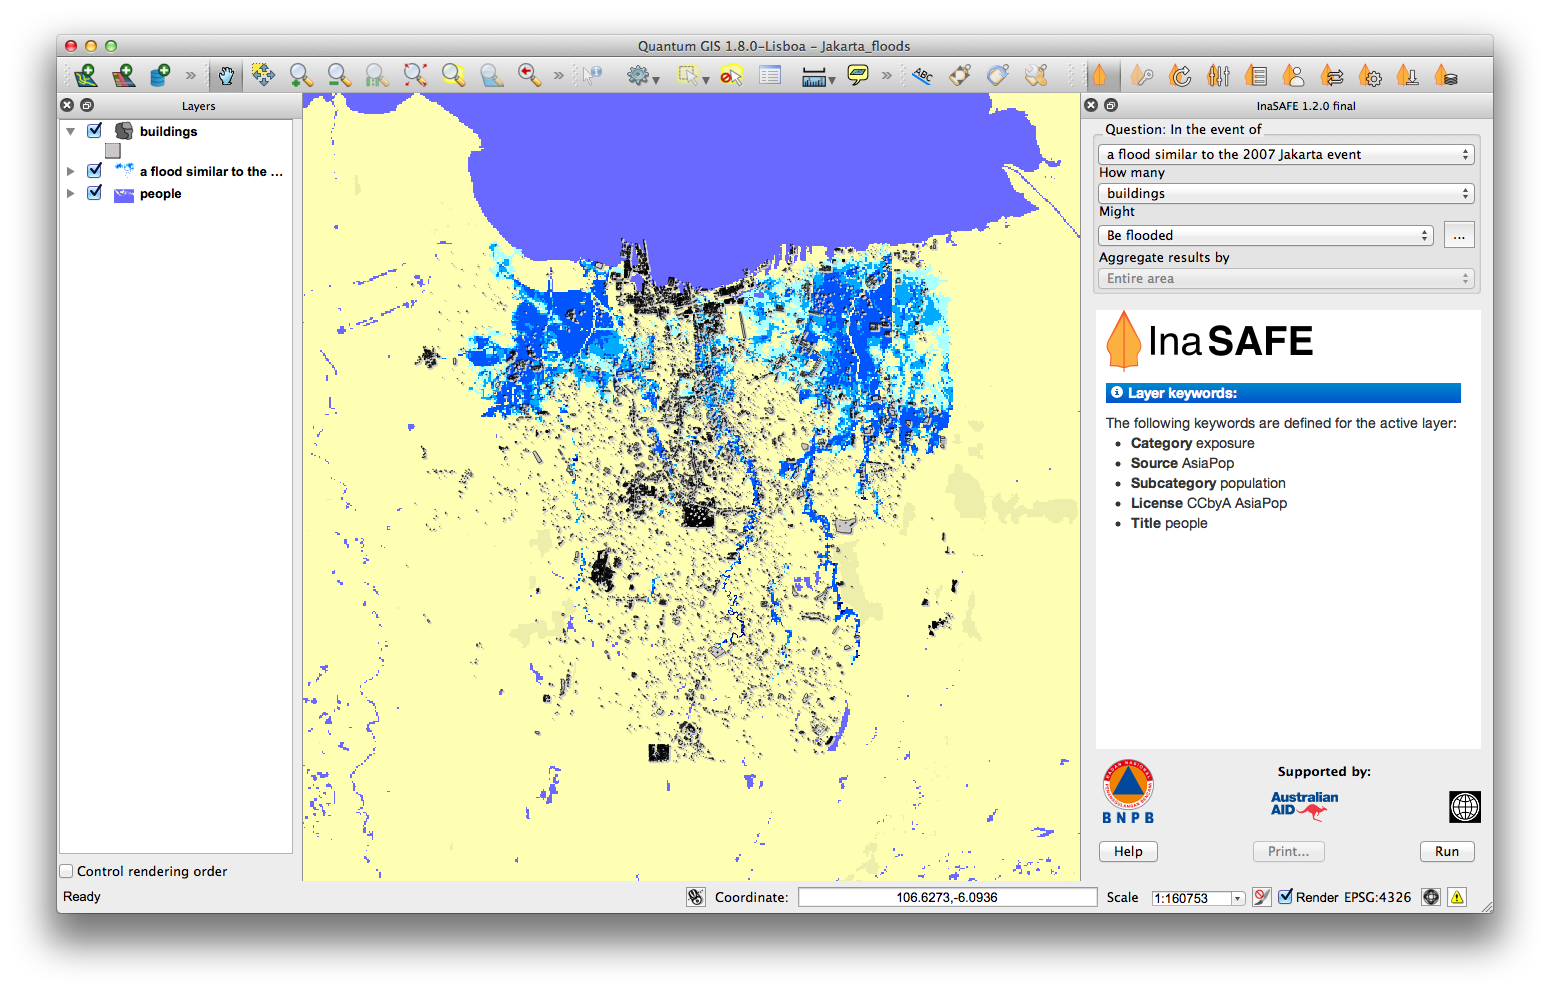 Quantum GIS 1.8.0-Lisboa - Jakarta_floods
»
»
ABC
»
Layers
InaSAFE 1.2.0 final
buildings
a flood similar to the ...
people
Question: In the event of
a flood similar to the 2007 Jakarta event
How many
buildings
Might
Be flooded
...
Aggregate results by
Entire area
InaSAFE
Layer keywords:
The following keywords are defined for the active layer:
• Category exposure
• Source AsiaPop
• Subcategory population
• License CCbyA AsiaPop
• Title people
BNPB
Supported by:
Australian
AID
Help
Print...
Run
Control rendering order
Ready
Coordinate:
106.6273,-6.0936
Scale
1:160753
Render
EPSG:4326